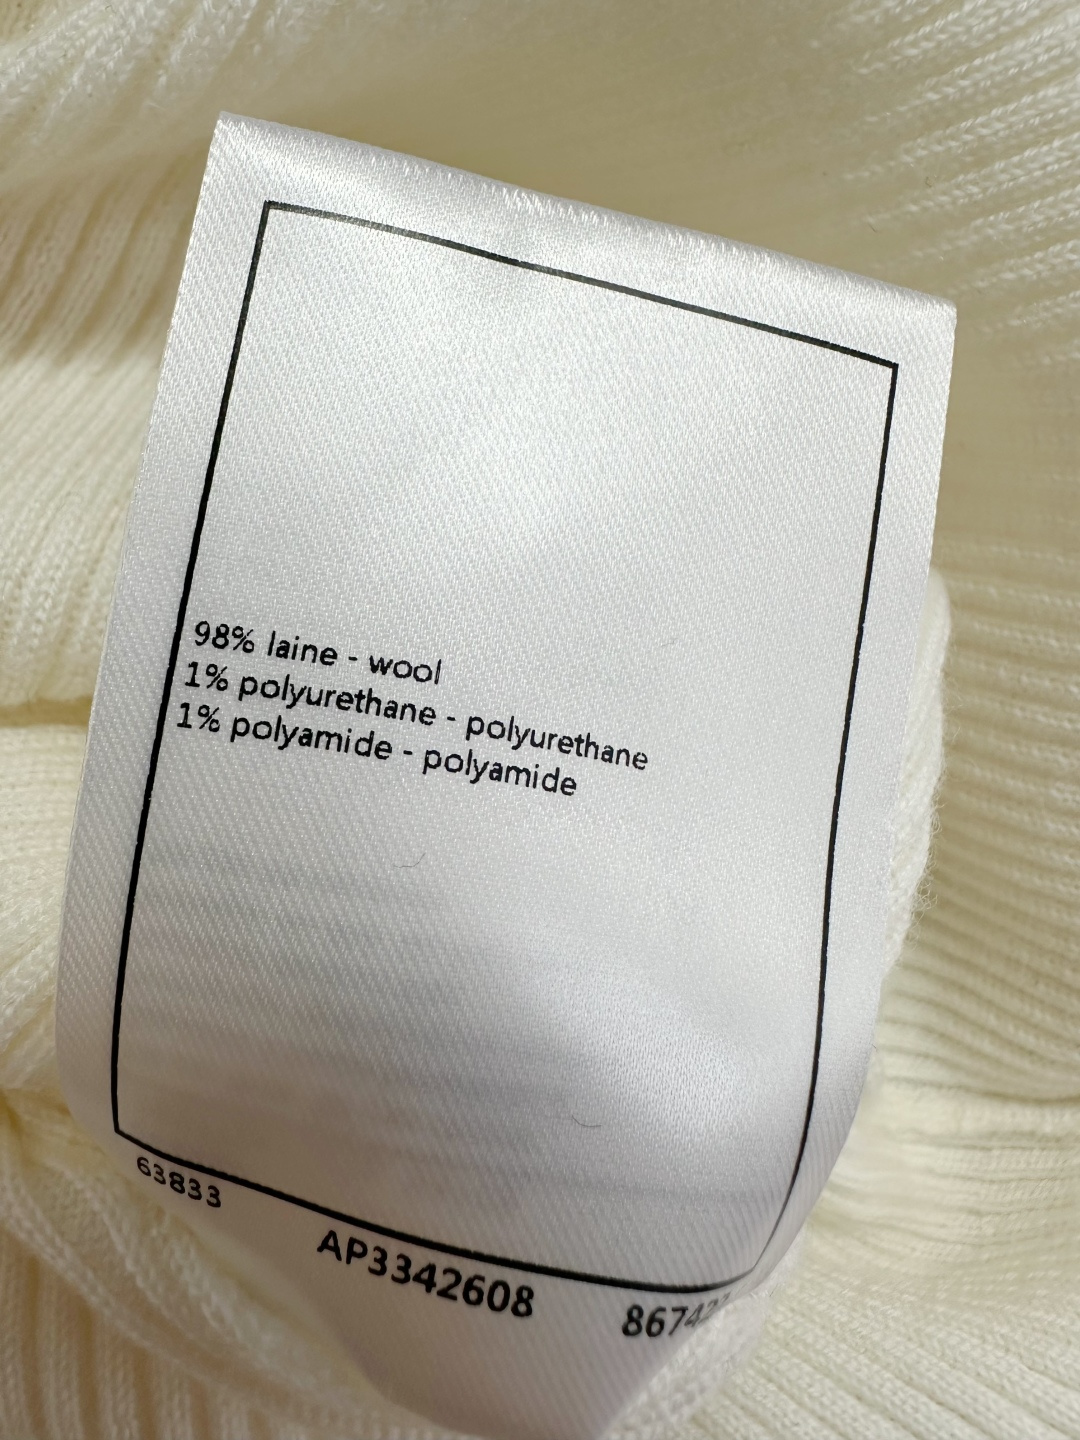 98% laine - wool
1% polyurethane - polyurethane
1% polyamide - polyamide
63833
AP3342608